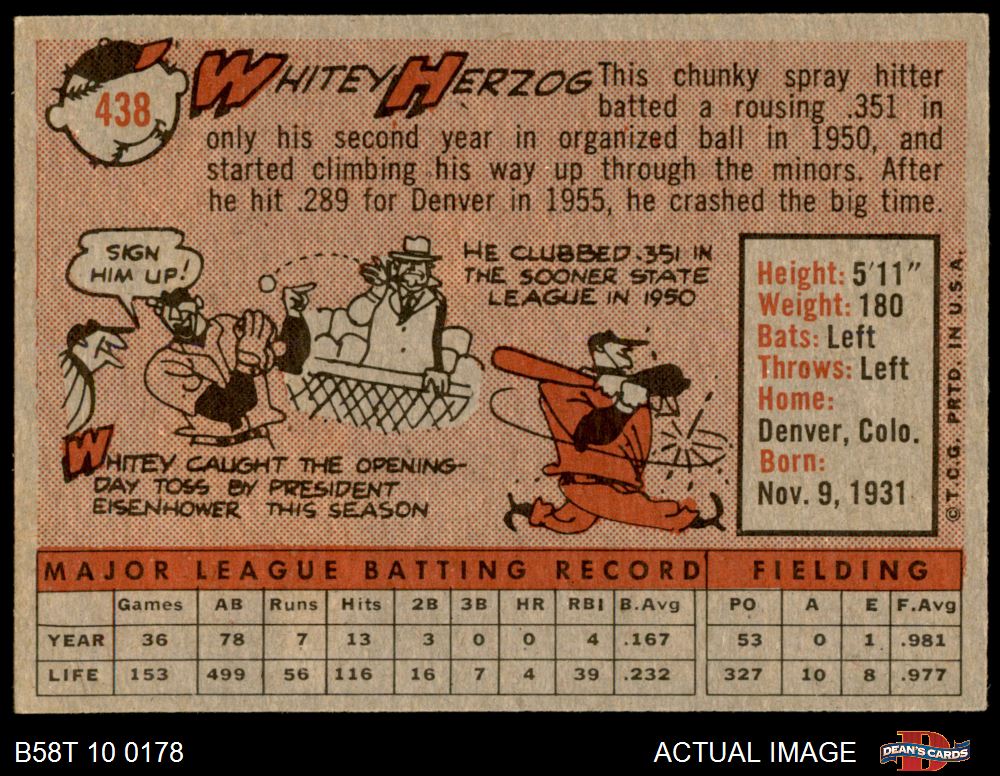 438
WHITEY HERZOG
This chunky spray hitter
batted a rousing .351 in
only his second year in organized ball in 1950, and
started climbing his way up through the minors. After
he hit .289 for Denver in 1955, he crashed the big time.
SIGN
HIM UP!
HE CLUBBED .351 IN
THE SOONER STATE
LEAGUE IN 1950
WHITEY CAUGHT THE OPENING-
DAY TOSS BY PRESIDENT
EISENHOWER THIS SEASON
Height: 5'11"
Weight: 180
Bats: Left
Throws: Left
Home:
Denver, Colo.
Born:
Nov. 9, 1931
© T.C.G. PRTD. IN U.S.A.
MAJOR LEAGUE BATTING RECORD FIELDING
Games AB Runs Hits 2B 3B HR RBI B.Avg PO A E F.Avg
YEAR 36 78 7 13 3 0 0 4 .167 53 0 1 .981
LIFE 153 499 56 116 16 7 4 39 .232 327 10 8 .977
B58T 10 0178
ACTUAL IMAGE
DEAN'S CARDS